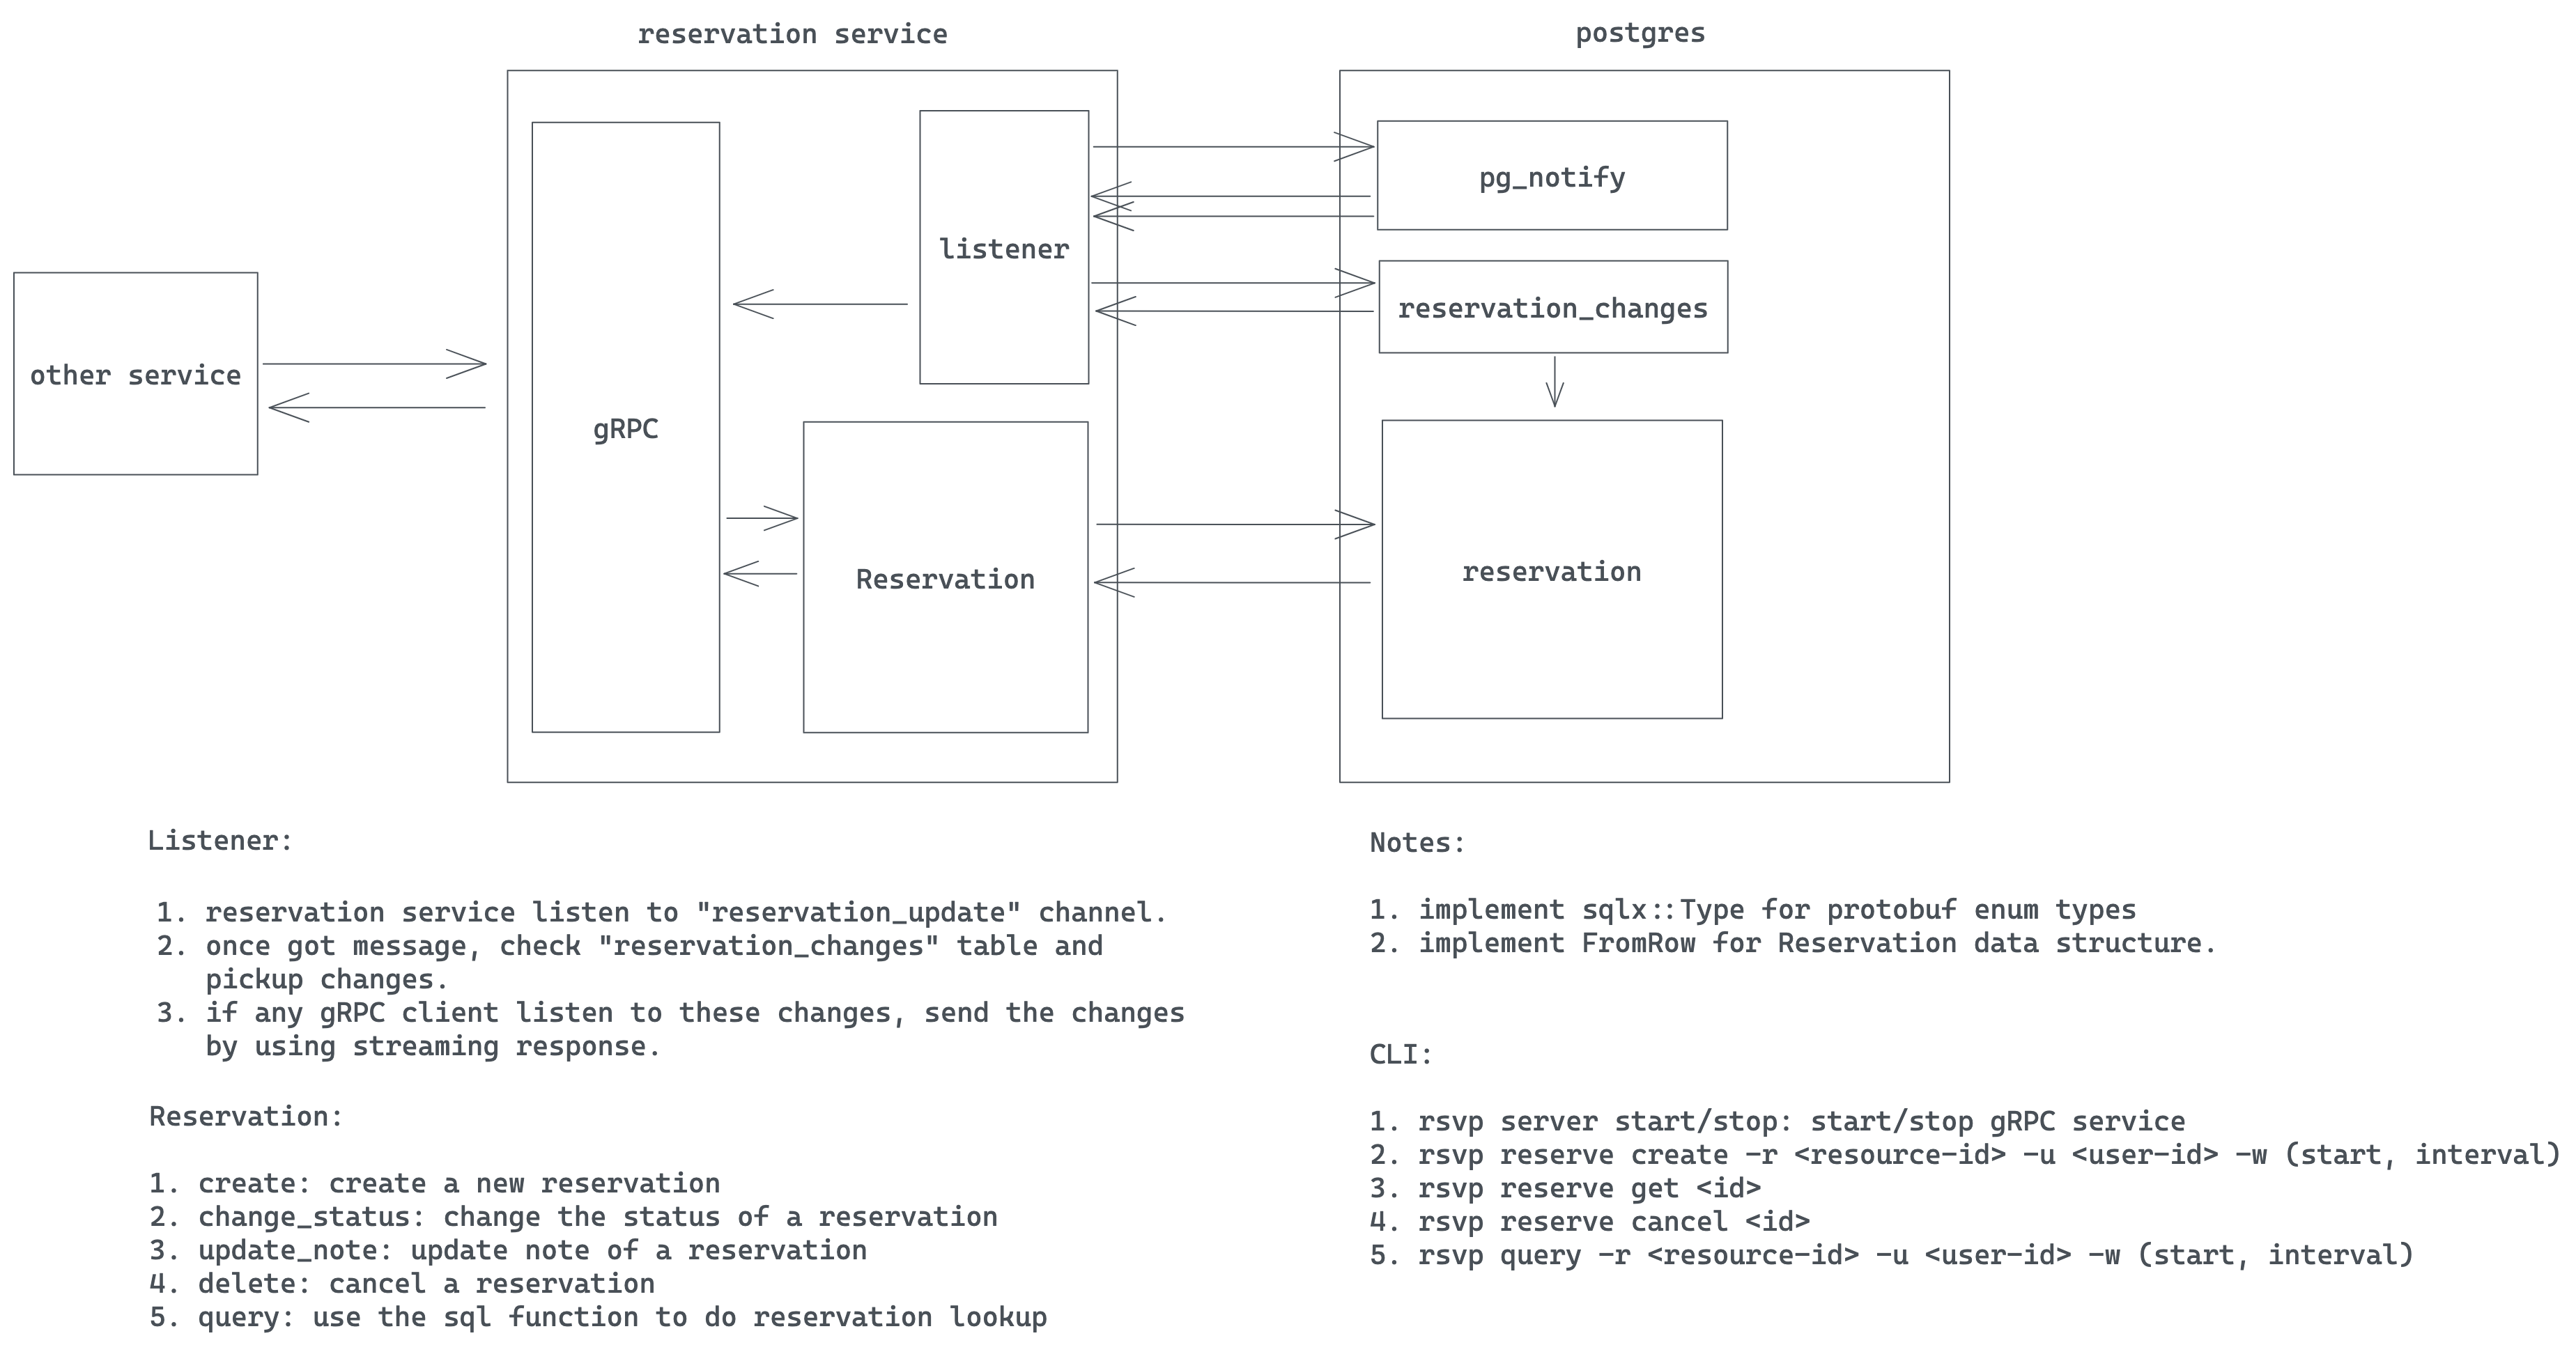 reservation service
postgres
pg_notify
listener
reservation_changes
other service
gRPC
Reservation
reservation
Listener:
1. reservation service listen to "reservation_update" channel.
2. once got message, check "reservation_changes" table and
pickup changes.
3. if any gRPC client listen to these changes, send the changes
by using streaming response.
Reservation:
1. create: create a new reservation
2. change_status: change the status of a reservation
3. update_note: update note of a reservation
4. delete: cancel a reservation
5. query: use the sql function to do reservation lookup
Notes:
1. implement sqlx::Type for protobuf enum types
2. implement FromRow for Reservation data structure.
CLI:
1. rsvp server start/stop: start/stop gRPC service
2. rsvp reserve create -r <resource-id> -u <user-id> -w (start, interval)
3. rsvp reserve get <id>
4. rsvp reserve cancel <id>
5. rsvp query -r <resource-id> -u <user-id> -w (start, interval)